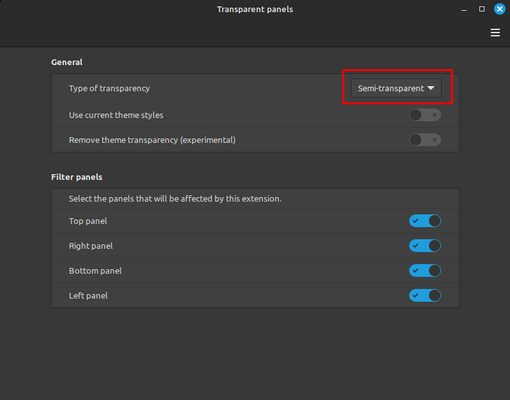 Transparent panels
General
Type of transparency
Semi-transparent
Use current theme styles
Remove theme transparency (experimental)
Filter panels
Select the panels that will be affected by this extension.
Top panel
Right panel
Bottom panel
Left panel